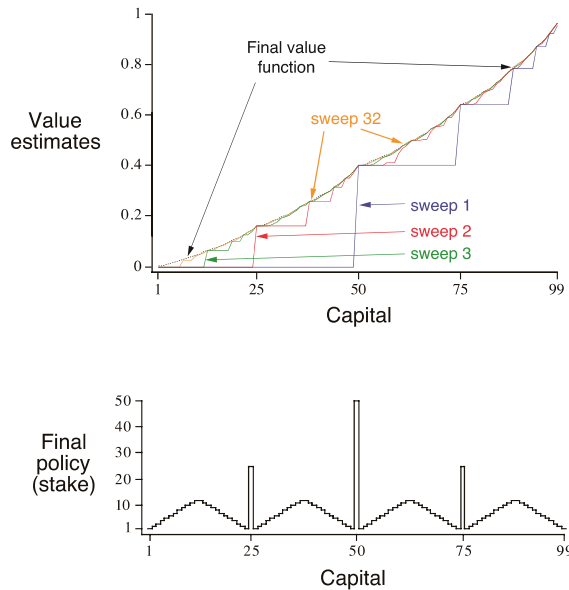 1
Final value
function
0.8
sweep 32
0.6
Value
estimates
0.4
sweep 1
0.2
sweep 2
sweep 3
0
1
25
50
75
99
Capital
50
40
Final
policy
(stake)
30
20
10
1
1
25
50
75
99
Capital